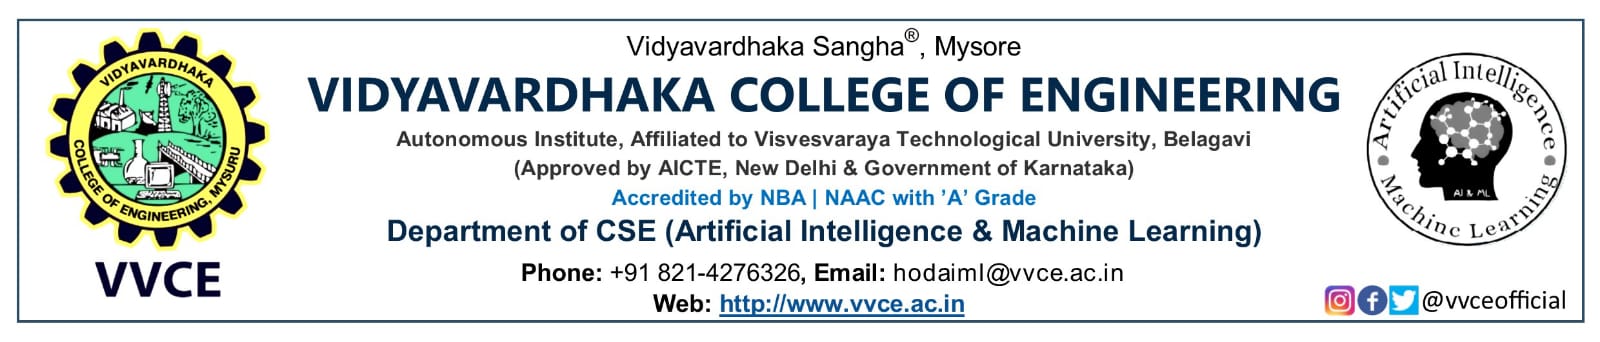 VIDYAVARDHAKA
COLLEGE OF ENGINEERING, MYSURU
VVCE
Vidyavardhaka Sangha®, Mysore
VIDYAVARDHAKA COLLEGE OF ENGINEERING
Autonomous Institute, Affiliated to Visvesvaraya Technological University, Belagavi
(Approved by AICTE, New Delhi & Government of Karnataka)
Accredited by NBA | NAAC with ’A’ Grade
Department of CSE (Artificial Intelligence & Machine Learning)
Phone: +91 821-4276326, Email: hodaiml@vvce.ac.in
Web: http://www.vvce.ac.in
Artificial Intelligence
AI & ML
Machine Learning
@vvceofficial